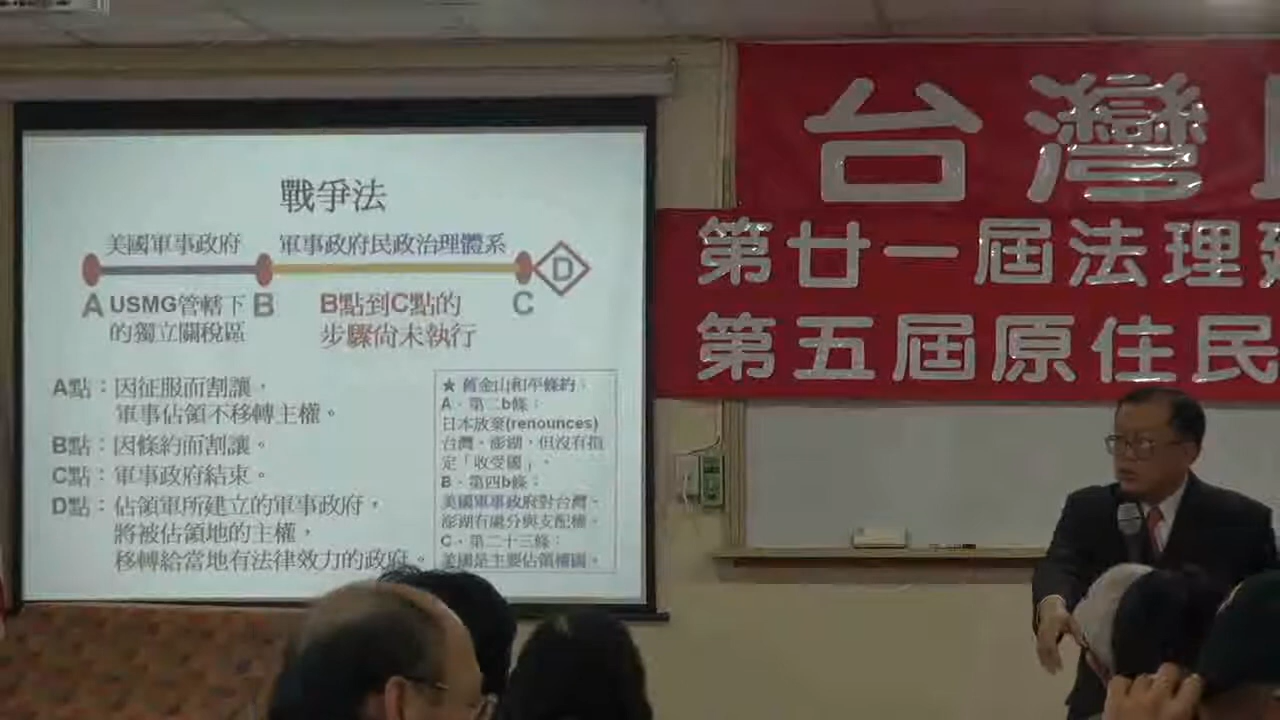 戰爭法
美國軍事政府
軍事政府民政治理體系
D
A
USMG管轄下
的獨立關稅區
B
B點到C點的
步驟尚未執行
C
A點：因征服而割讓，
軍事佔領不移轉主權。
B點：因條約而割讓。
C點：軍事政府結束。
D點：佔領軍所建立的軍事政府，
將被佔領地的主權，
移轉給當地有法律效力的政府。
★ 舊金山和平條約：
A、第二b條：
日本放棄(renounces)
台灣、澎湖，但沒有指
定「收受國」。
B、第四b條：
美國軍事政府對台灣、
澎湖有處分與支配權。
C、第二十三條：
美國是主要佔領權國。
台灣
第廿一屆法理
第五屆原住民